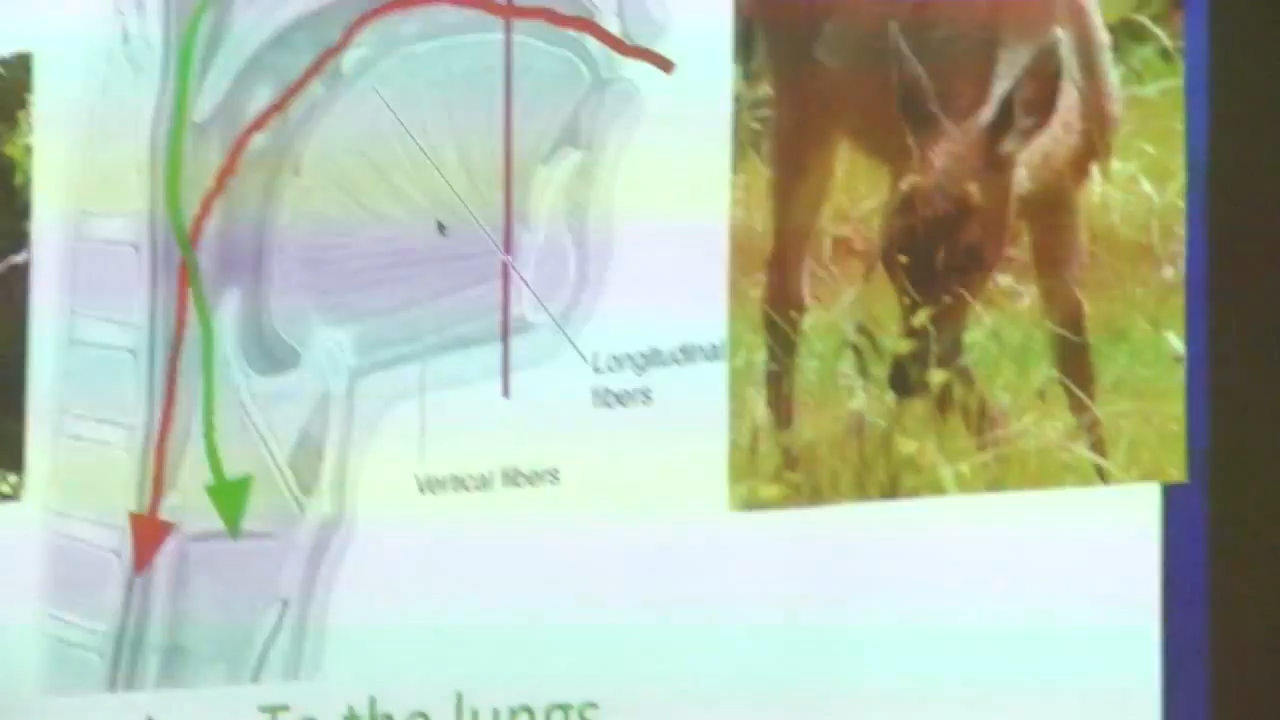 Longitudinal
fibers
Vertical fibers
To the lungs